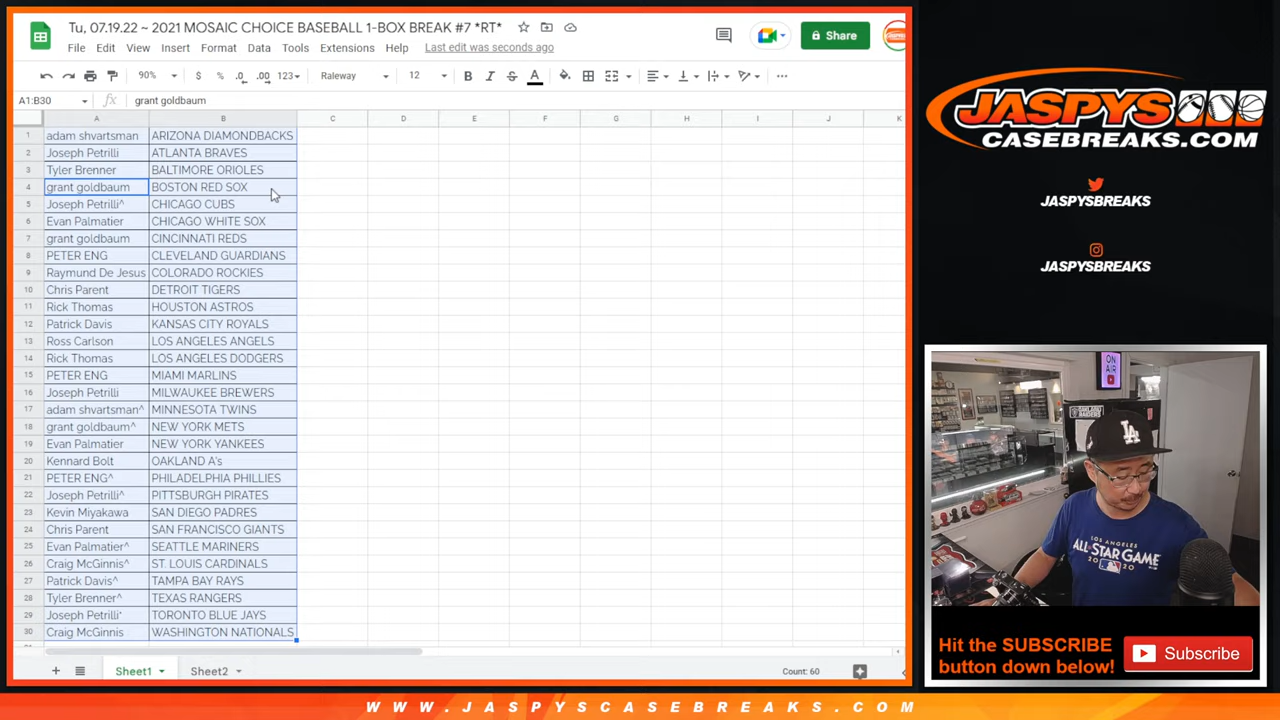 Tu, 07.19.22 ~ 2021 MOSAIC CHOICE BASEBALL 1-BOX BREAK #7 *RT*
File Edit View Insert Format Data Tools Extensions Help Last edit was seconds ago
Share
90% $ % .0 .00 123 Raleway 12 B I S A
A1:B30 fx grant goldbaum
A B C D E F G H I J K
1 adam shvartsman ARIZONA DIAMONDBACKS
2 Joseph Petrilli ATLANTA BRAVES
3 Tyler Brenner BALTIMORE ORIOLES
4 grant goldbaum BOSTON RED SOX
5 Joseph Petrilli^ CHICAGO CUBS
6 Evan Palmatier CHICAGO WHITE SOX
7 grant goldbaum CINCINNATI REDS
8 PETER ENG CLEVELAND GUARDIANS
9 Raymund De Jesus COLORADO ROCKIES
10 Chris Parent DETROIT TIGERS
11 Rick Thomas HOUSTON ASTROS
12 Patrick Davis KANSAS CITY ROYALS
13 Ross Carlson LOS ANGELES ANGELS
14 Rick Thomas LOS ANGELES DODGERS
15 PETER ENG MIAMI MARLINS
16 Joseph Petrilli MILWAUKEE BREWERS
17 adam shvartsman^ MINNESOTA TWINS
18 grant goldbaum^ NEW YORK METS
19 Evan Palmatier NEW YORK YANKEES
20 Kennard Bolt OAKLAND A's
21 PETER ENG^ PHILADELPHIA PHILLIES
22 Joseph Petrilli^ PITTSBURGH PIRATES
23 Kevin Miyakawa SAN DIEGO PADRES
24 Chris Parent SAN FRANCISCO GIANTS
25 Evan Palmatier^ SEATTLE MARINERS
26 Craig McGinnis^ ST. LOUIS CARDINALS
27 Patrick Davis^ TAMPA BAY RAYS
28 Tyler Brenner^ TEXAS RANGERS
29 Joseph Petrilli* TORONTO BLUE JAYS
30 Craig McGinnis WASHINGTON NATIONALS
Sheet1 Sheet2 Count: 60
JASPYS
CASEBREAKS.COM
JASPYSBREAKS
JASPYSBREAKS
ON
AIR
LA
LOS ANGELES
ALL★STAR GAME
2020
Hit the SUBSCRIBE
button down below!
Subscribe
WWW.JASPYSCASEBREAKS.COM